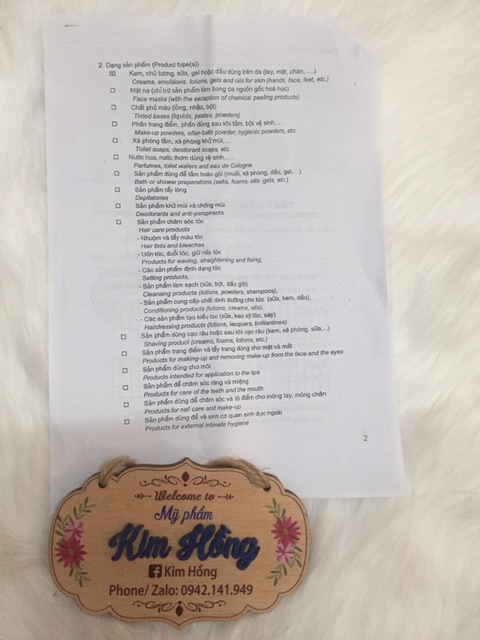 2. Dạng sản phẩm (Product type(s))
Kem, nhũ tương, sữa, gel hoặc dầu dùng trên da (tay, mặt, chân, ....)
Creams, emulsions, lotions, gels and oils for skin (hands, face, feet, etc.)
Mặt nạ (chỉ trừ sản phẩm làm bong da nguồn gốc hoá học)
Face masks (with the exception of chemical peeling products)
Chất phủ màu (lỏng, nhão, bột)
Tinted bases (liquids, pastes, powders)
Phấn trang điểm, phấn dùng sau khi tắm, bột vệ sinh,...
Make-up powders, after-bath powder, hygienic powders, etc.
Xà phòng tắm, xà phòng khử mùi,....
Toilet soaps, deodorant soaps, etc
Nước hoa, nước thơm dùng vệ sinh,....
Perfumes, toilet waters and eau de Cologne
Sản phẩm dùng để tắm hoặc gội (muối, xà phòng, dầu, gel,...)
Bath or shower preparations (salts, foams, oils. gels, etc.)
Sản phẩm tẩy lông
Depilatories
Sản phẩm khử mùi và chống mùi.
Deodorants and anti-perspirants
Sản phẩm chăm sóc tóc
Hair care products
- Nhuộm và tẩy màu tóc
Hair tints and bleaches
- Uốn tóc, duỗi tóc, giữ nếp tóc
Products for waving, straightening and fixing,
- Các sản phẩm định dạng tóc
Setting products,
- Sản phẩm làm sạch (sữa, bột, dầu gội)
Cleansing products (lotions, powders, shampoos),
- Sản phẩm cung cấp chất dinh dưỡng cho tóc (sữa, kem, dầu),
Conditioning products (lotions, creams, oils),
- Các sản phẩm tạo kiểu tóc (sữa, keo xịt tóc, sáp)
Hairdressing products (lotions, lacquers, brilliantines)
Sản phẩm dùng cạo râu hoặc sau khi cạo râu (kem, xà phòng, sữa,...)
Shaving product (creams, foams, lotions, etc.)
Sản phẩm trang điểm và tẩy trang dùng cho mặt và mắt
Products for making-up and removing make-up from the face and the eyes
Sản phẩm dùng cho môi
Products intended for application to the lips
Sản phẩm để chăm sóc răng và miệng
Products for care of the teeth and the mouth
Sản phẩm dùng để chăm sóc và tô điểm cho móng tay, móng chân
Products for nail care and make-up
Sản phẩm dùng để vệ sinh cơ quan sinh dục ngoài
Products for external intimate hygiene
2
Welcome to
Mỹ phẩm
Kim Hồng
Kim Hồng
Phone/ Zalo: 0942.141.949